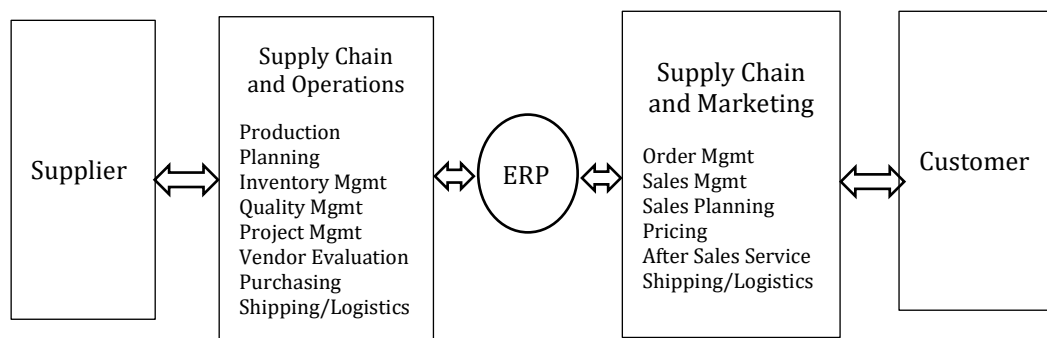 Supplier
Supply Chain
and Operations
Production
Planning
Inventory Mgmt
Quality Mgmt
Project Mgmt
Vendor Evaluation
Purchasing
Shipping/Logistics
ERP
Supply Chain
and Marketing
Order Mgmt
Sales Mgmt
Sales Planning
Pricing
After Sales Service
Shipping/Logistics
Customer